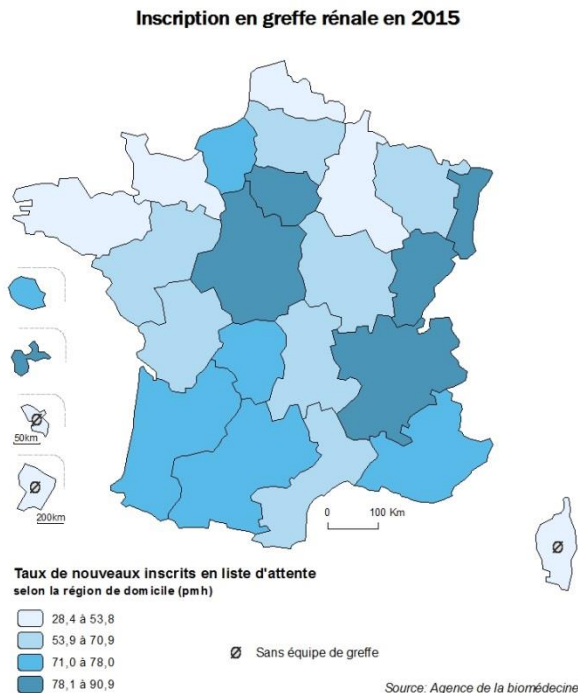 Inscription en greffe rénale en 2015
50km
200km
0 100 Km
Taux de nouveaux inscrits en liste d'attente
selon la région de domicile (pmh)
28,4 à 53,8
53,9 à 70,9
71,0 à 78,0
78,1 à 90,9
Sans équipe de greffe
Source: Agence de la biomédecine